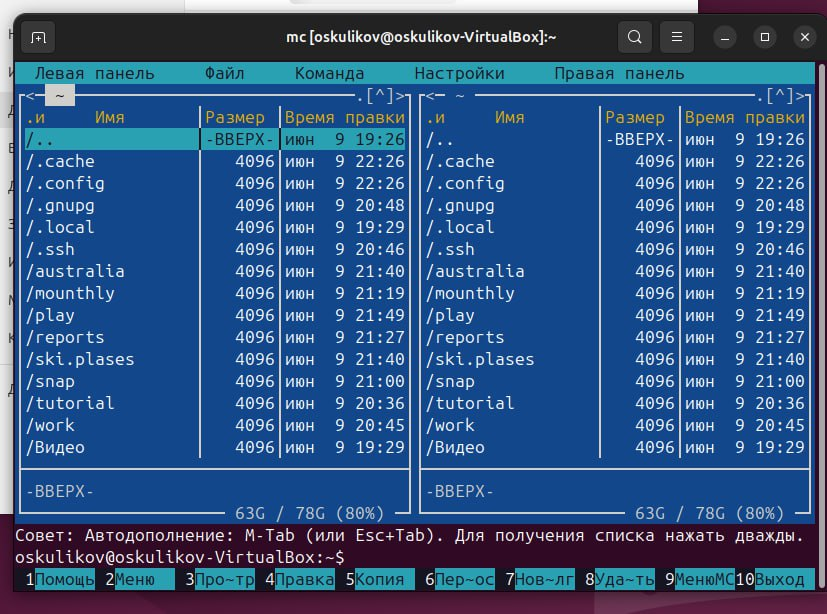 mc [oskulikov@oskulikov-VirtualBox]:~
Левая панель Файл Команда Настройки Правая панель
<─ ~ .[^]> <─ ~ .[^]>
.и Имя Размер Время правки .и Имя Размер Время правки
/.. -ВВЕРХ- июн 9 19:26 /.. -ВВЕРХ- июн 9 19:26
/.cache 4096 июн 9 22:26 /.cache 4096 июн 9 22:26
/.config 4096 июн 9 22:26 /.config 4096 июн 9 22:26
/.gnupg 4096 июн 9 20:48 /.gnupg 4096 июн 9 20:48
/.local 4096 июн 9 19:29 /.local 4096 июн 9 19:29
/.ssh 4096 июн 9 20:46 /.ssh 4096 июн 9 20:46
/australia 4096 июн 9 21:40 /australia 4096 июн 9 21:40
/mounthly 4096 июн 9 21:19 /mounthly 4096 июн 9 21:19
/play 4096 июн 9 21:49 /play 4096 июн 9 21:49
/reports 4096 июн 9 21:27 /reports 4096 июн 9 21:27
/ski.plases 4096 июн 9 21:40 /ski.plases 4096 июн 9 21:40
/snap 4096 июн 9 21:00 /snap 4096 июн 9 21:00
/tutorial 4096 июн 9 20:36 /tutorial 4096 июн 9 20:36
/work 4096 июн 9 20:45 /work 4096 июн 9 20:45
/Видео 4096 июн 9 19:29 /Видео 4096 июн 9 19:29
-ВВЕРХ- -ВВЕРХ-
63G / 78G (80%) 63G / 78G (80%)
Совет: Автодополнение: M-Tab (или Esc+Tab). Для получения списка нажать дважды.
oskulikov@oskulikov-VirtualBox:~$
1Помощь 2Меню 3Про~тр 4Правка 5Копия 6Пер~ос 7Нов~лг 8Уда~ть 9МенюМС 10Выход